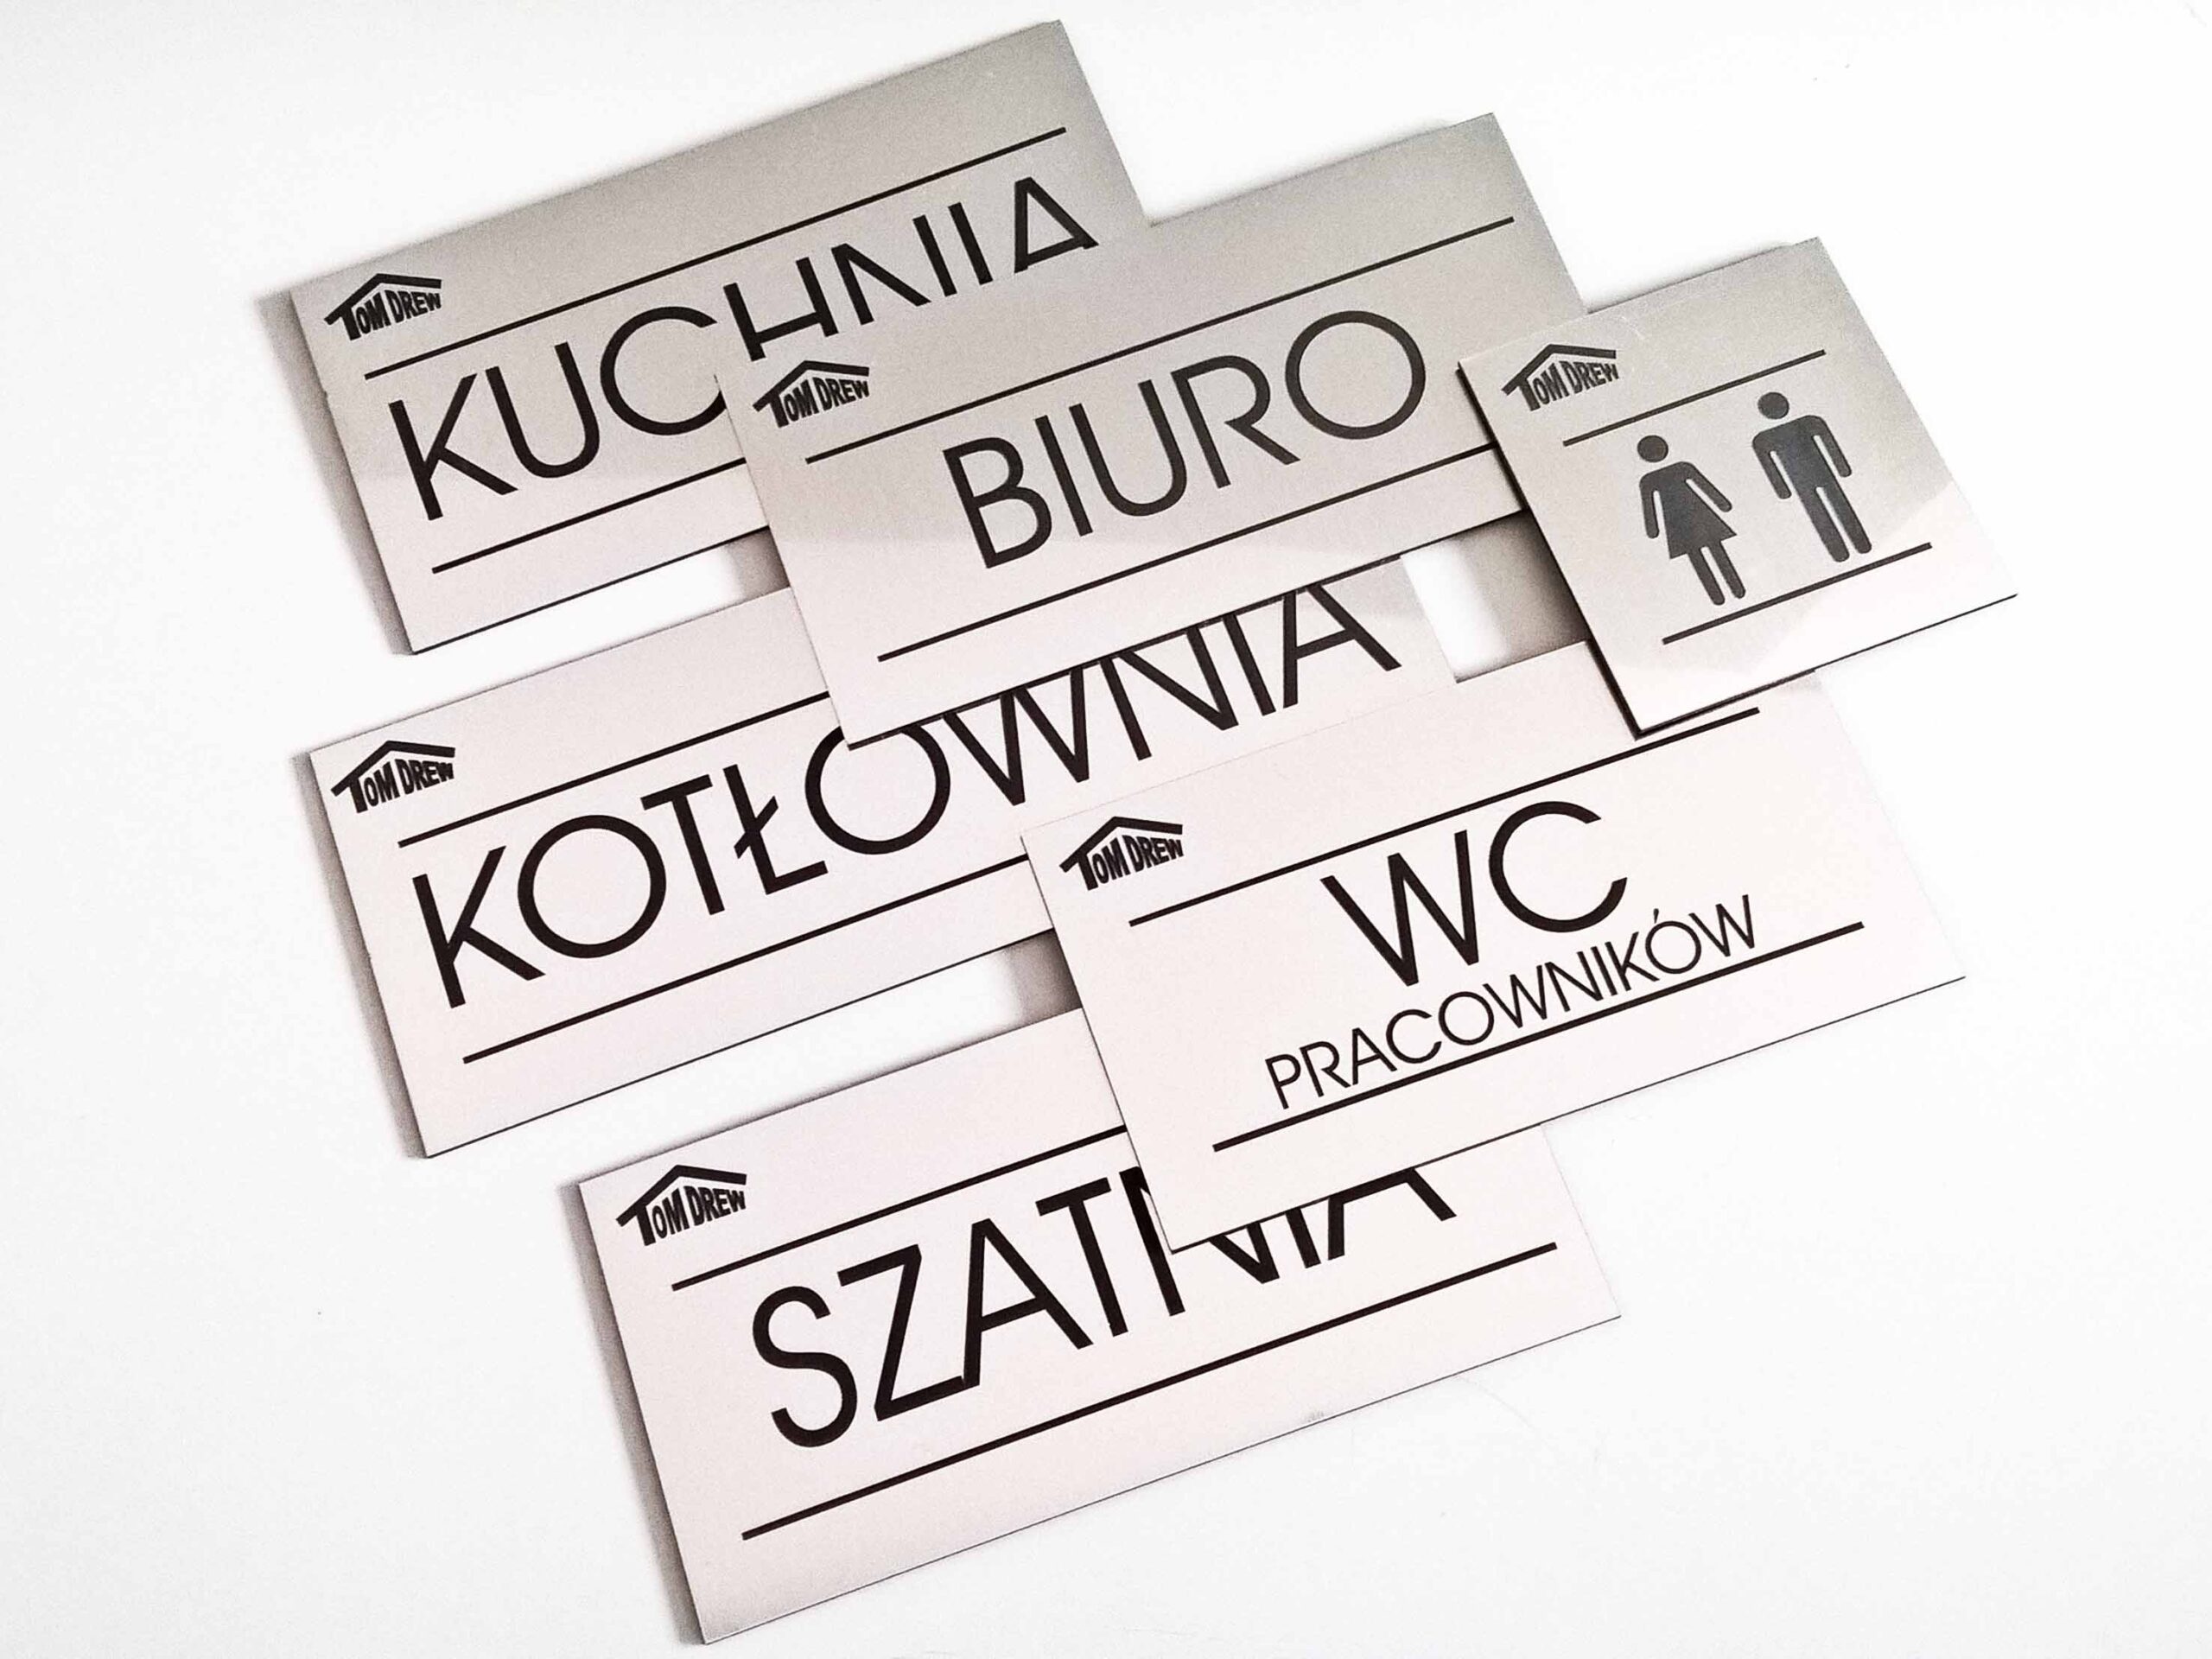 TOM DREW
KUCHNIA
TOM DREW
BIURO
TOM DREW
TOM DREW
KOTŁOWNIA
TOM DREW
WC
PRACOWNIKÓW
TOM DREW
SZATNIA